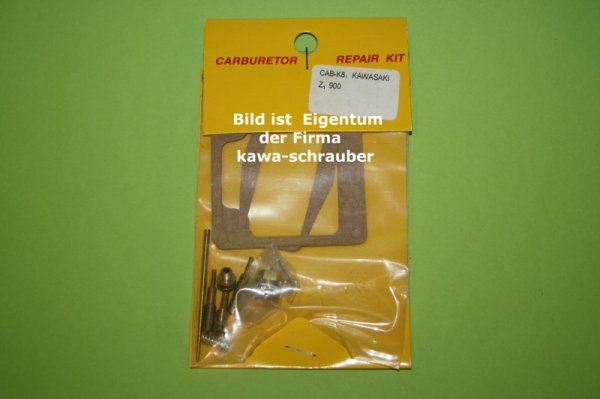 CARBURETOR REPAIR KIT
CAB-K8, KAWASAKI
Z, 900
Bild ist Eigentum
der Firma
kawa-schrauber